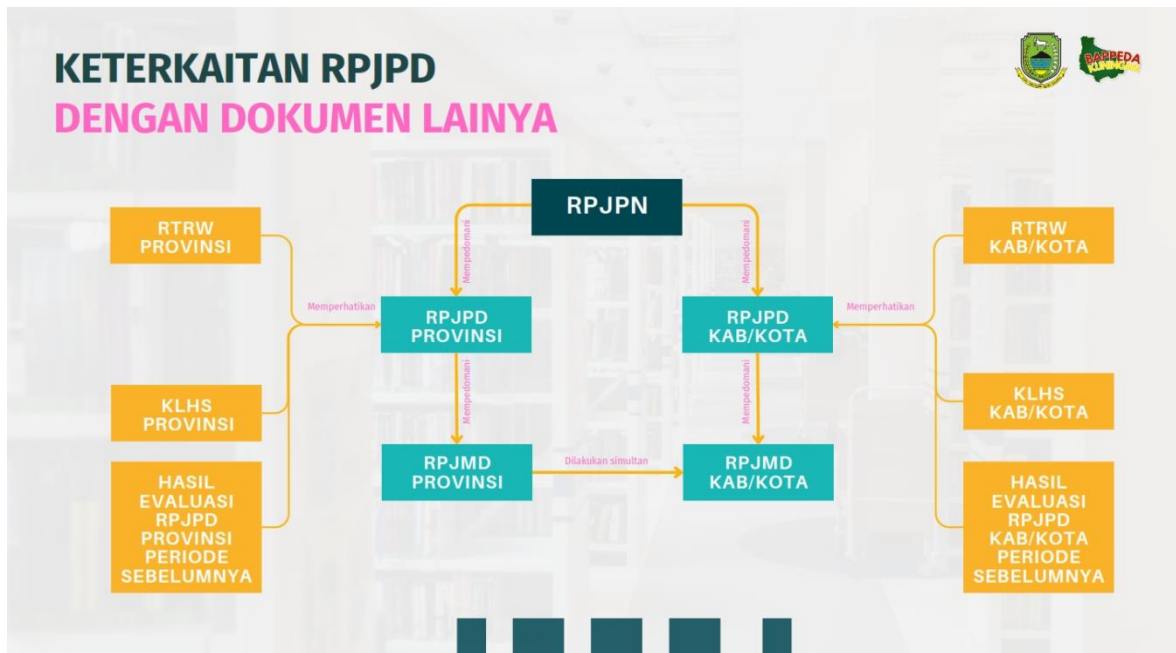 KETERKAITAN RPJPD
DENGAN DOKUMEN LAINYA
BAPPEDA
KUNINGAN
RPJPN
RTRW
PROVINSI
RTRW
KAB/KOTA
Mempedomani
Mempedomani
Memperhatikan
RPJPD
PROVINSI
RPJPD
KAB/KOTA
Memperhatikan
Mempedomani
Mempedomani
KLHS
PROVINSI
KLHS
KAB/KOTA
RPJMD
PROVINSI
Dilakukan simultan
RPJMD
KAB/KOTA
HASIL
EVALUASI
RPJPD
PROVINSI
PERIODE
SEBELUMNYA
HASIL
EVALUASI
RPJPD
KAB/KOTA
PERIODE
SEBELUMNYA